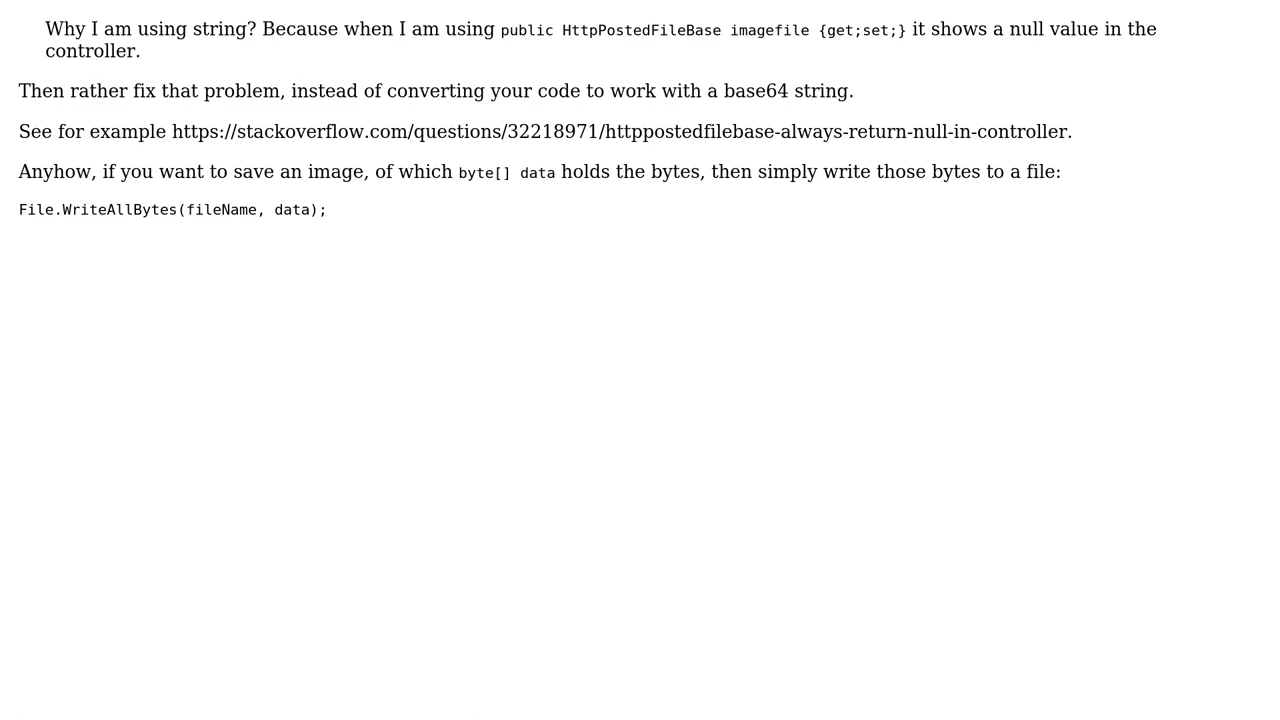 Why I am using string? Because when I am using public HttpPostedFileBase imagefile {get;set;} it shows a null value in the
controller.
Then rather fix that problem, instead of converting your code to work with a base64 string.
See for example https://stackoverflow.com/questions/32218971/httppostedfilebase-always-return-null-in-controller.
Anyhow, if you want to save an image, of which byte[] data holds the bytes, then simply write those bytes to a file:
File.WriteAllBytes(fileName, data);